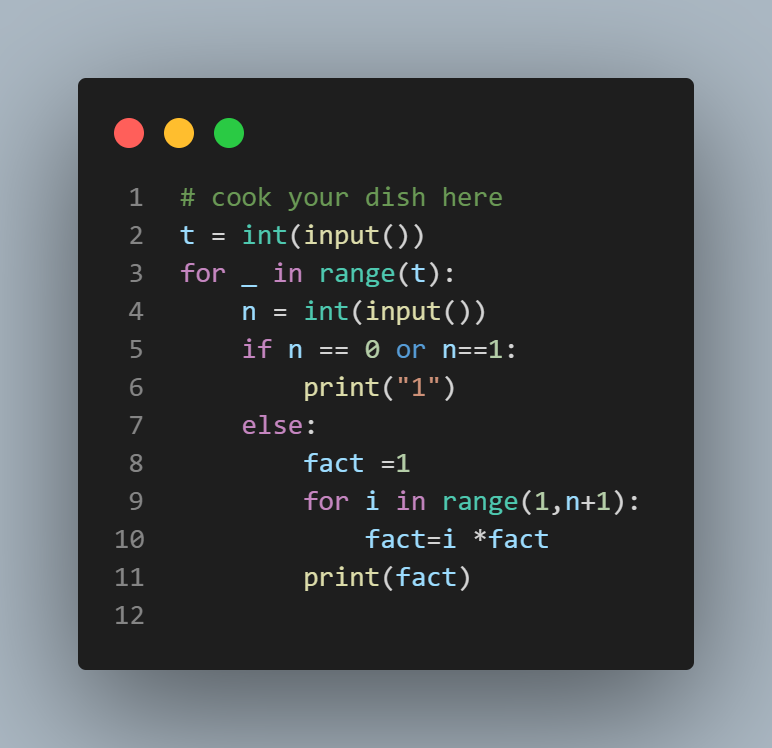 1 # cook your dish here
2 t = int(input())
3 for _ in range(t):
4     n = int(input())
5     if n == 0 or n==1:
6         print("1")
7     else:
8         fact =1
9         for i in range(1,n+1):
10             fact=i *fact
11         print(fact)
12